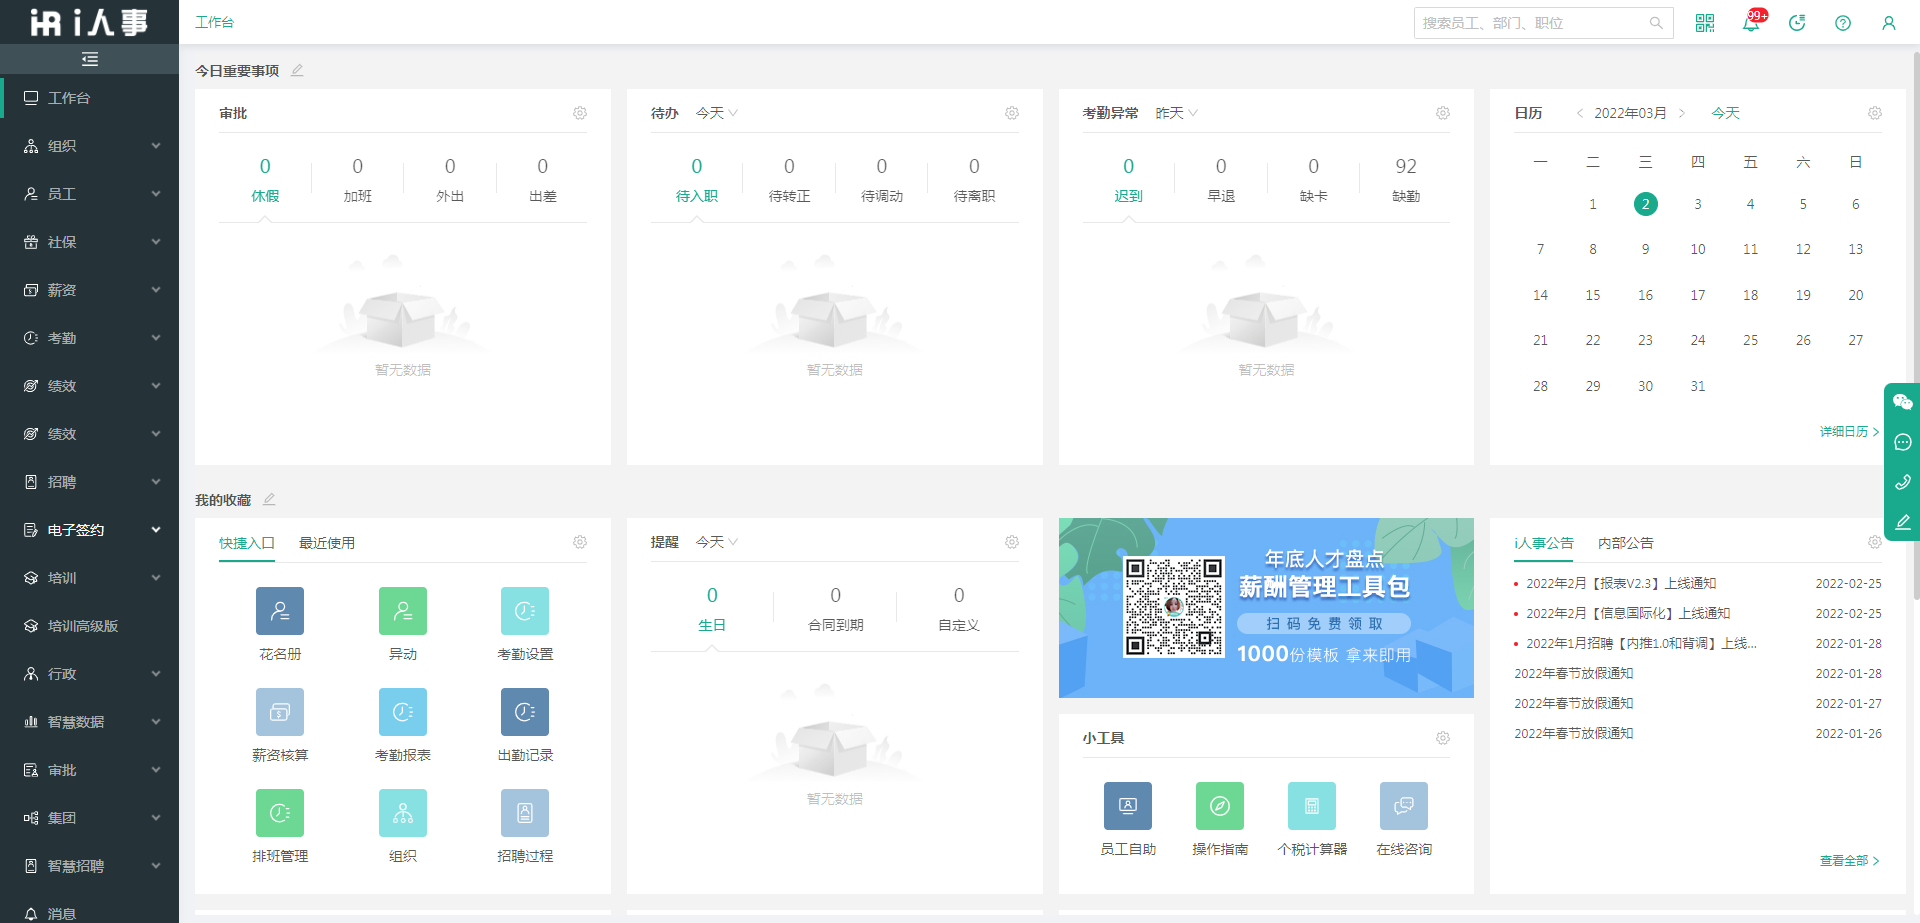 iHR i人事
工作台
搜索员工、部门、职位
99+
工作台
组织
员工
社保
薪资
考勤
绩效
绩效
招聘
电子签约
培训
培训高级版
行政
智慧数据
审批
集团
智慧招聘
消息
今日重要事项
审批
0 0 0 0
休假 加班 外出 出差
暂无数据
待办 今天
0 0 0 0
待入职 待转正 待调动 待离职
暂无数据
考勤异常 昨天
0 0 0 92
迟到 早退 缺卡 缺勤
暂无数据
日历 < 2022年03月 > 今天
一 二 三 四 五 六 日
1 2 3 4 5 6
7 8 9 10 11 12 13
14 15 16 17 18 19 20
21 22 23 24 25 26 27
28 29 30 31
详细日历 >
我的收藏
快捷入口 最近使用
花名册 异动 考勤设置
薪资核算 考勤报表 出勤记录
排班管理 组织 招聘过程
提醒 今天
0 0 0
生日 合同到期 自定义
暂无数据
年底人才盘点
薪酬管理工具包
扫码免费领取
1000份模板 拿来即用
小工具
员工自助 操作指南 个税计算器 在线咨询
i人事公告 内部公告
2022年2月【报表V2.3】上线通知 2022-02-25
2022年2月【信息国际化】上线通知 2022-02-25
2022年1月招聘【内推1.0和背调】上线... 2022-01-28
2022年春节放假通知 2022-01-28
2022年春节放假通知 2022-01-27
2022年春节放假通知 2022-01-26
查看全部 >